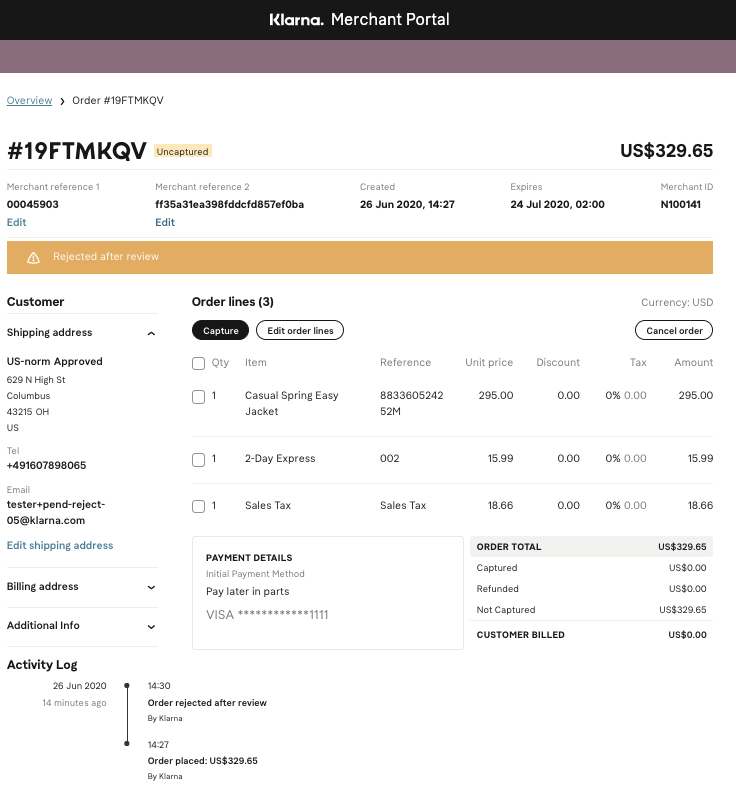 Klarna. Merchant Portal
Overview › Order #19FTMKQV
#19FTMKQV Uncaptured US$329.65
Merchant reference 1 Merchant reference 2 Created Expires Merchant ID
00045903 ff35a31ea398fddcfd857ef0ba 26 Jun 2020, 14:27 24 Jul 2020, 02:00 N100141
Edit Edit
Rejected after review
Customer
Shipping address
US-norm Approved
629 N High St
Columbus
43215 OH
US
Tel
+491607898065
Email
tester+pend-reject-
05@klarna.com
Edit shipping address
Billing address
Additional Info
Order lines (3) Currency: USD
Capture Edit order lines Cancel order
Qty Item Reference Unit price Discount Tax Amount
1 Casual Spring Easy 8833605242 295.00 0.00 0% 0.00 295.00
Jacket 52M
1 2-Day Express 002 15.99 0.00 0% 0.00 15.99
1 Sales Tax Sales Tax 18.66 0.00 0% 0.00 18.66
PAYMENT DETAILS
Initial Payment Method
Pay later in parts
VISA ************1111
ORDER TOTAL US$329.65
Captured US$0.00
Refunded US$0.00
Not Captured US$329.65
CUSTOMER BILLED US$0.00
Activity Log
26 Jun 2020 14:30
14 minutes ago Order rejected after review
By Klarna
14:27
Order placed: US$329.65
By Klarna